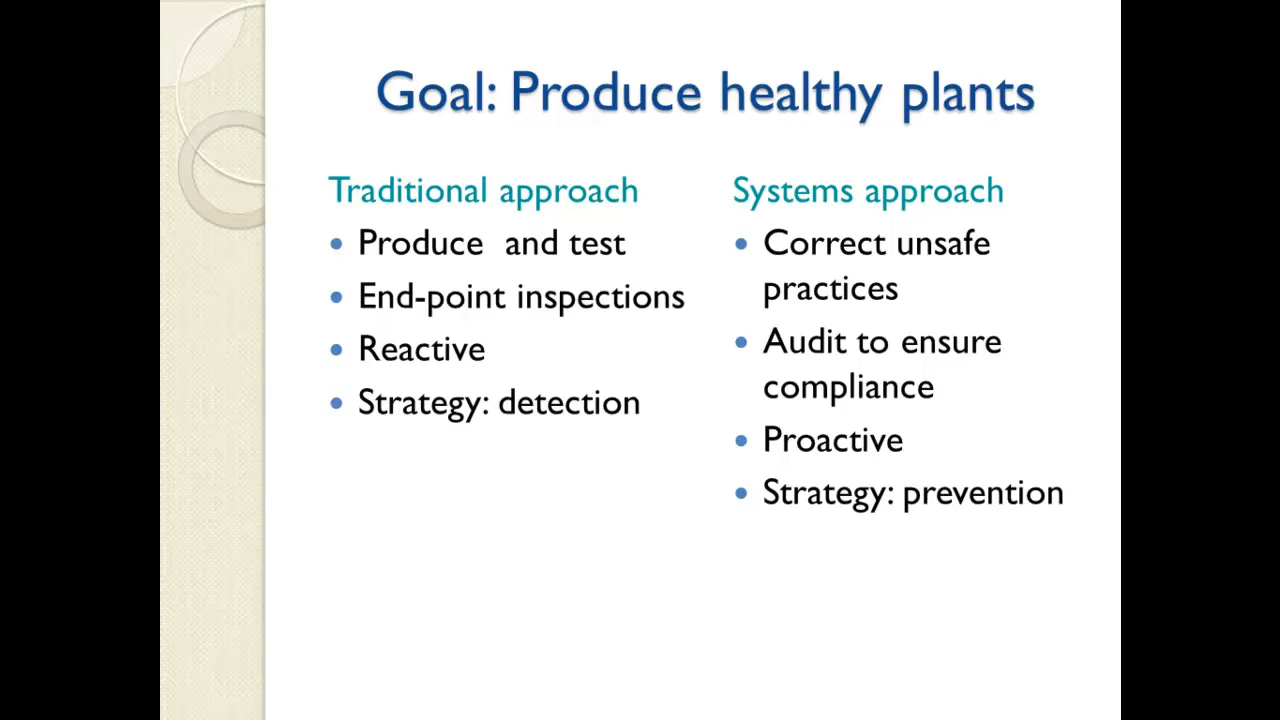 Goal: Produce healthy plants
Traditional approach
• Produce and test
• End-point inspections
• Reactive
• Strategy: detection
Systems approach
• Correct unsafe
practices
• Audit to ensure
compliance
• Proactive
• Strategy: prevention